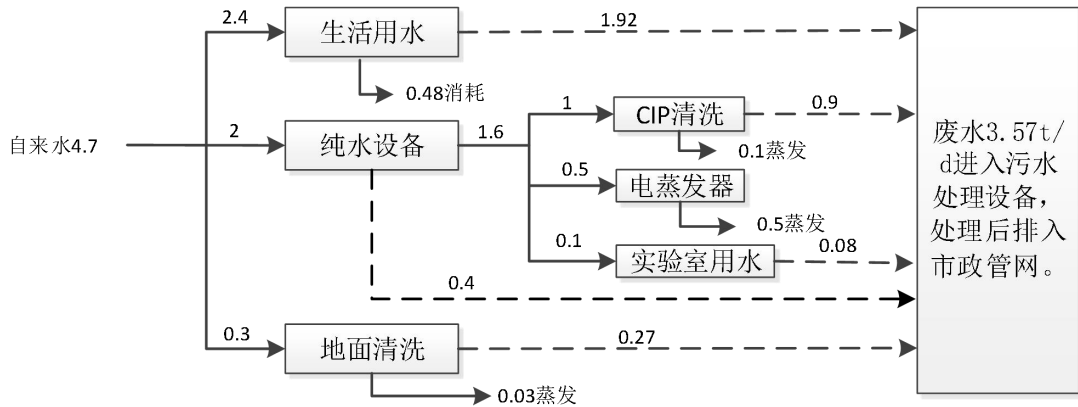 2.4
生活用水
1.92
0.48消耗
自来水4.7
2
纯水设备
1.6
1
CIP清洗
0.9
0.1蒸发
0.5
电蒸发器
0.5蒸发
0.1
实验室用水
0.08
0.4
0.3
地面清洗
0.27
0.03蒸发
废水3.57t/
d进入污水
处理设备，
处理后排入
市政管网。